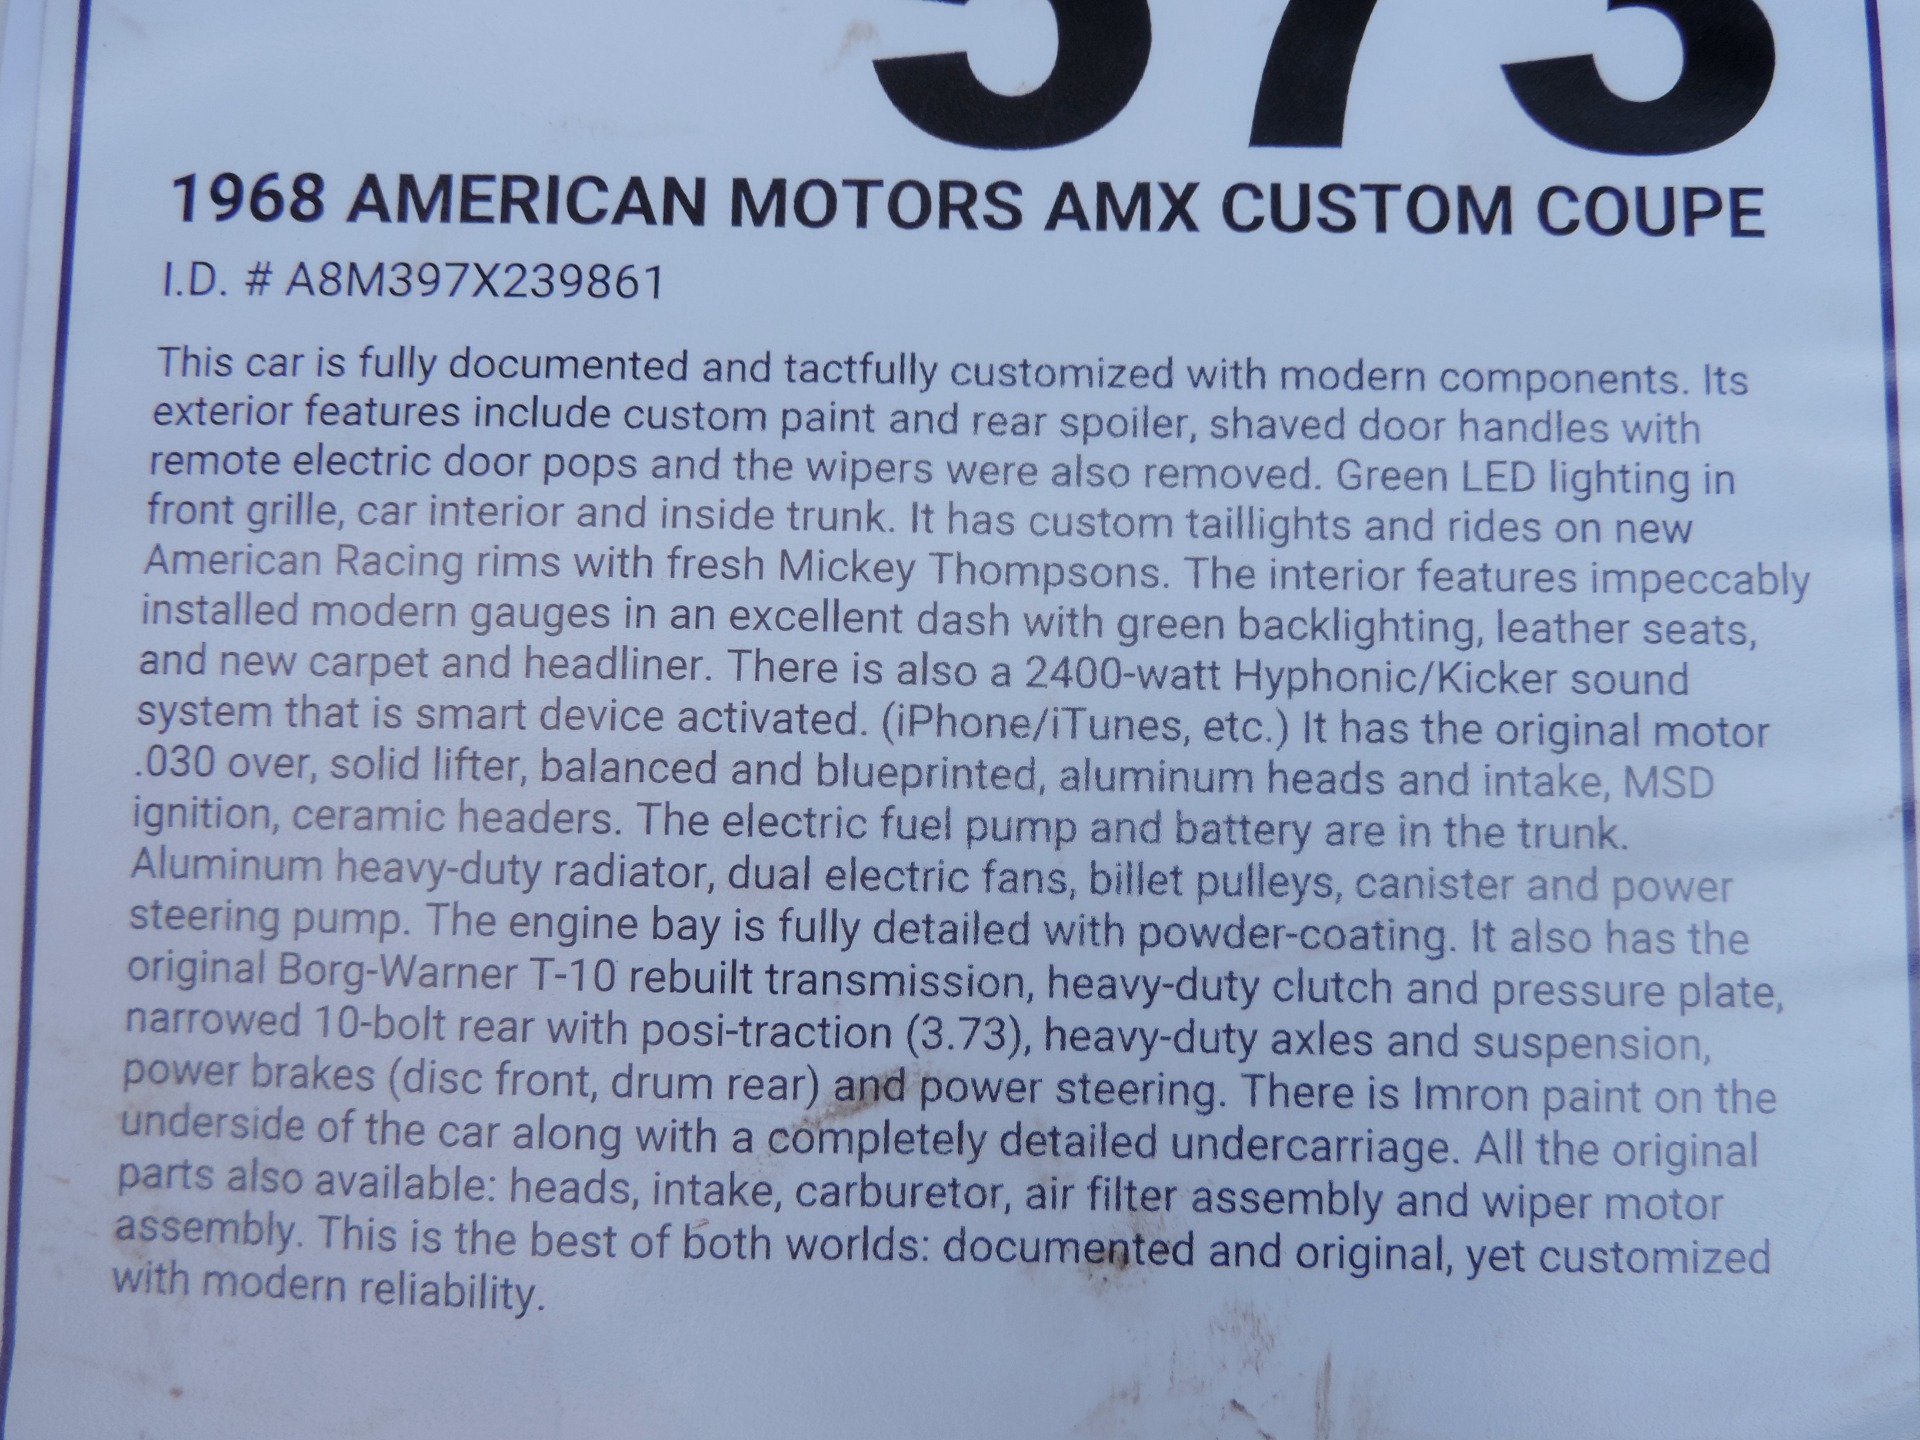 573
1968 AMERICAN MOTORS AMX CUSTOM COUPE
I.D. # A8M397X239861
This car is fully documented and tactfully customized with modern components. Its
exterior features include custom paint and rear spoiler, shaved door handles with
remote electric door pops and the wipers were also removed. Green LED lighting in
front grille, car interior and inside trunk. It has custom taillights and rides on new
American Racing rims with fresh Mickey Thompsons. The interior features impeccably
installed modern gauges in an excellent dash with green backlighting, leather seats,
and new carpet and headliner. There is also a 2400-watt Hyphonic/Kicker sound
system that is smart device activated. (iPhone/iTunes, etc.) It has the original motor
.030 over, solid lifter, balanced and blueprinted, aluminum heads and intake, MSD
ignition, ceramic headers. The electric fuel pump and battery are in the trunk.
Aluminum heavy-duty radiator, dual electric fans, billet pulleys, canister and power
steering pump. The engine bay is fully detailed with powder-coating. It also has the
original Borg-Warner T-10 rebuilt transmission, heavy-duty clutch and pressure plate,
narrowed 10-bolt rear with posi-traction (3.73), heavy-duty axles and suspension,
power brakes (disc front, drum rear) and power steering. There is Imron paint on the
underside of the car along with a completely detailed undercarriage. All the original
parts also available: heads, intake, carburetor, air filter assembly and wiper motor
assembly. This is the best of both worlds: documented and original, yet customized
with modern reliability.